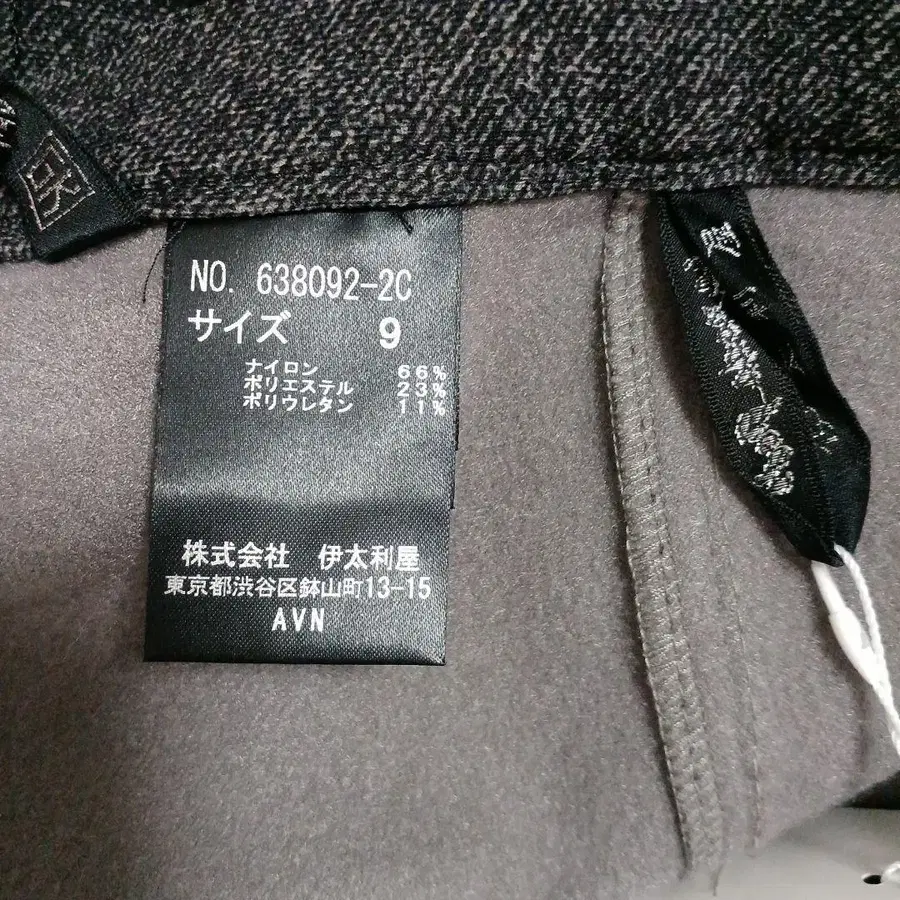 NO. 638092-2C
サイズ 9
ナイロン 66%
ポリエステル 23%
ポリウレタン 11%
株式会社 伊太利屋
東京都渋谷区鉢山町13-15
AVN